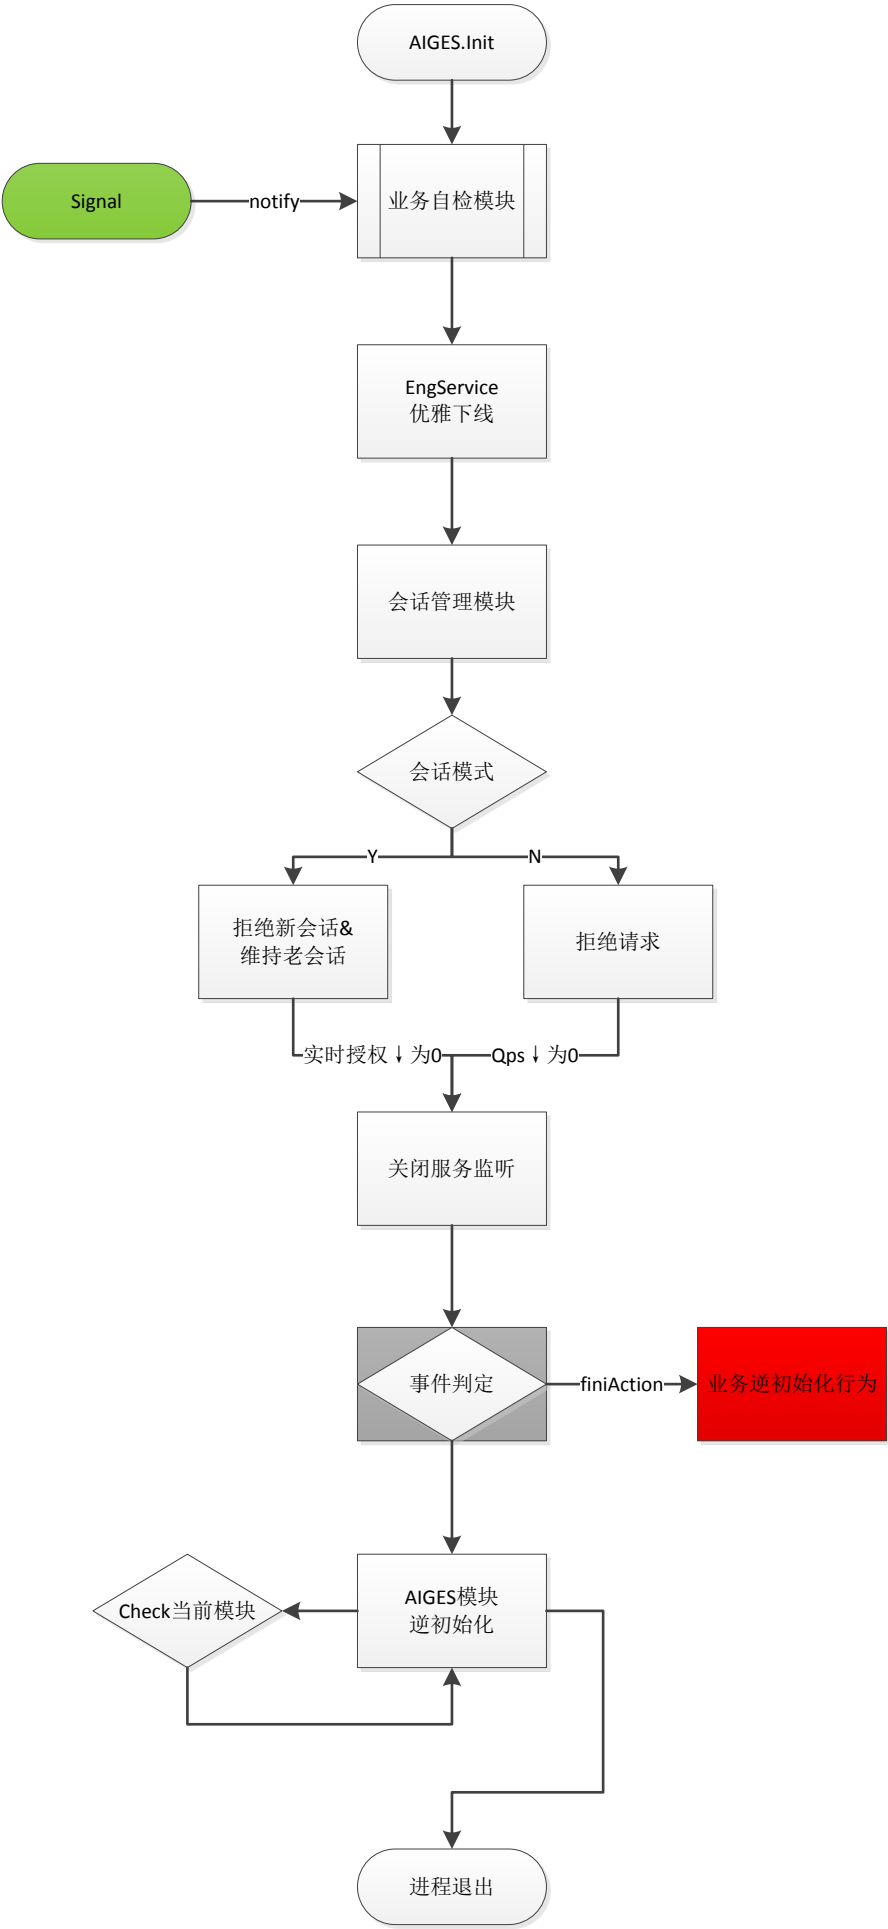 AIGES.Init
Signal
notify
业务自检模块
EngService
优雅下线
会话管理模块
会话模式
Y
N
拒绝新会话&
维持老会话
拒绝请求
实时授权↓为0
Qps↓为0
关闭服务监听
事件判定
finiAction
业务逆初始化行为
AIGES模块
逆初始化
Check当前模块
进程退出